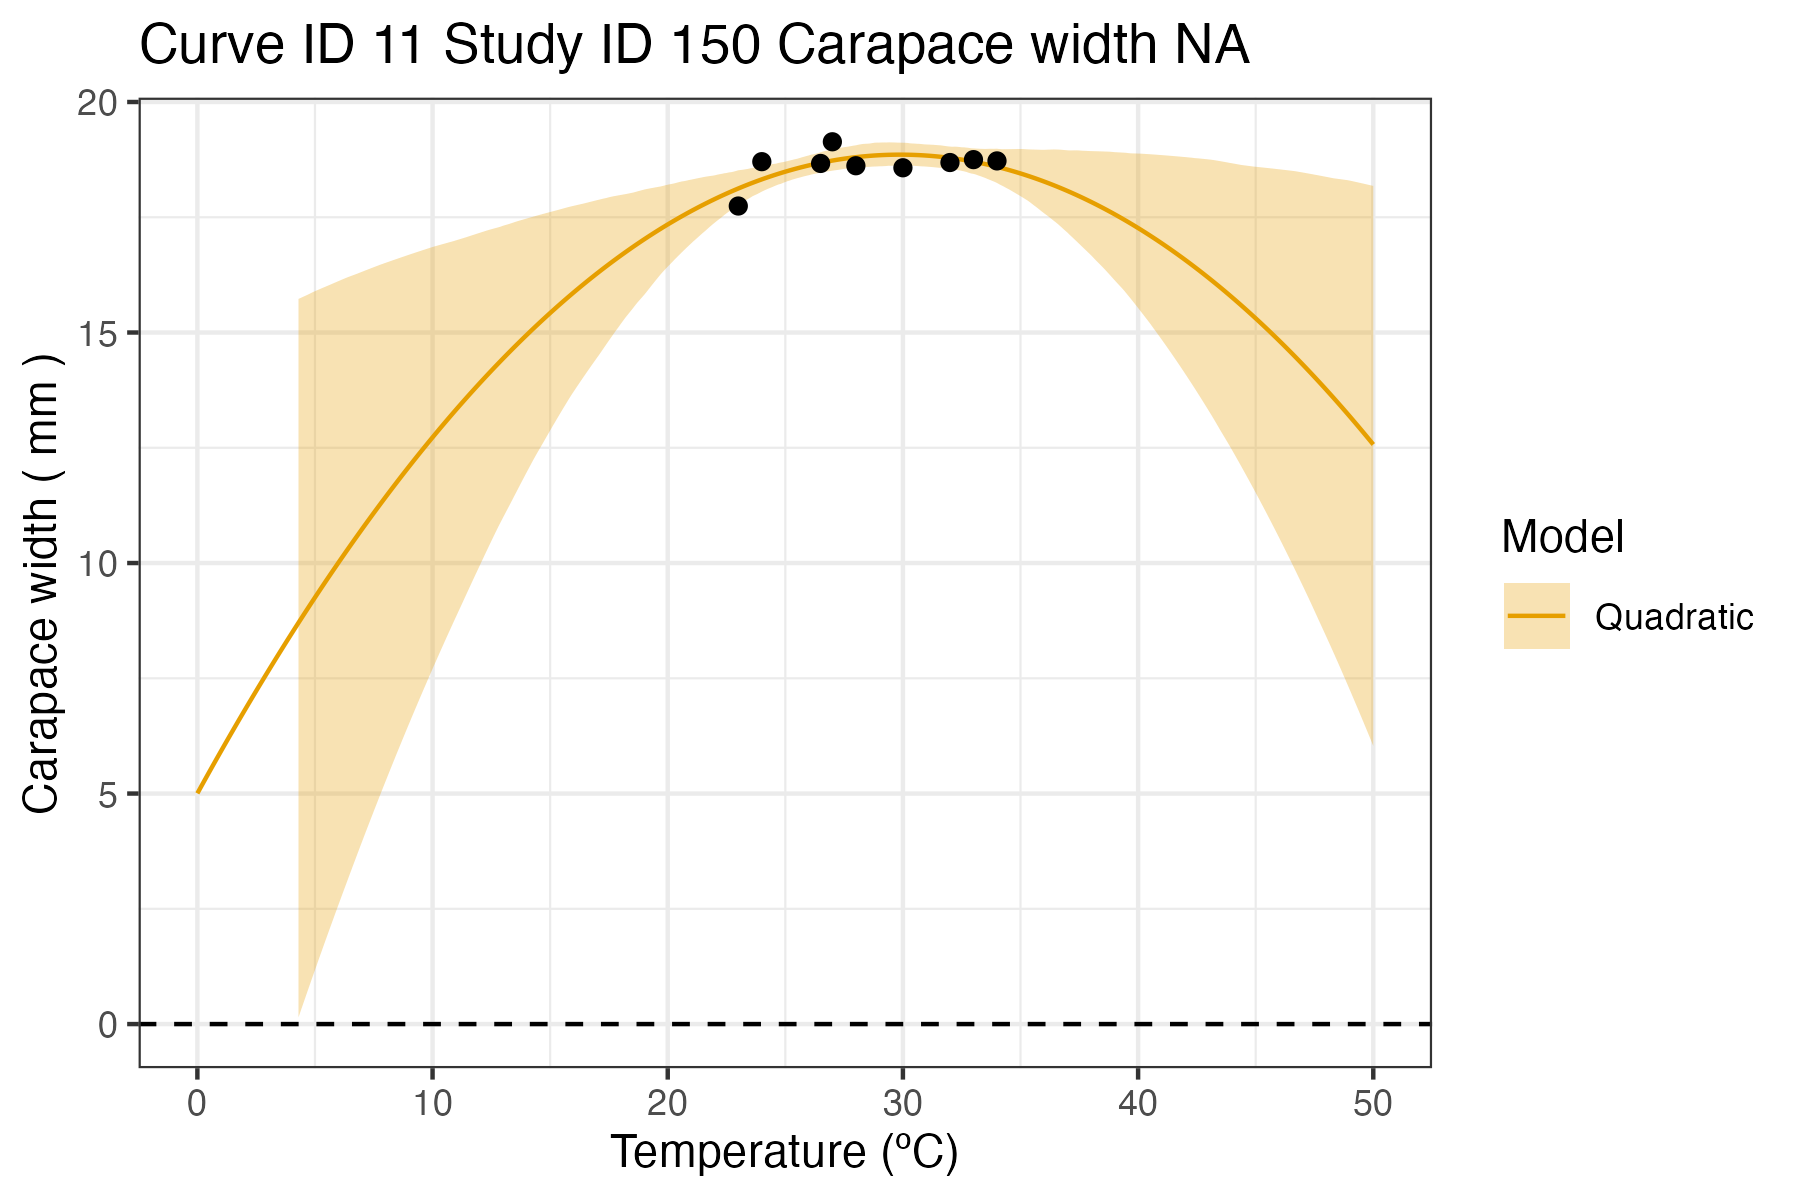 Curve ID 11 Study ID 150 Carapace width NA
20
15
10
5
0
Carapace width ( mm )
0 10 20 30 40 50
Temperature (ºC)
Model
Quadratic